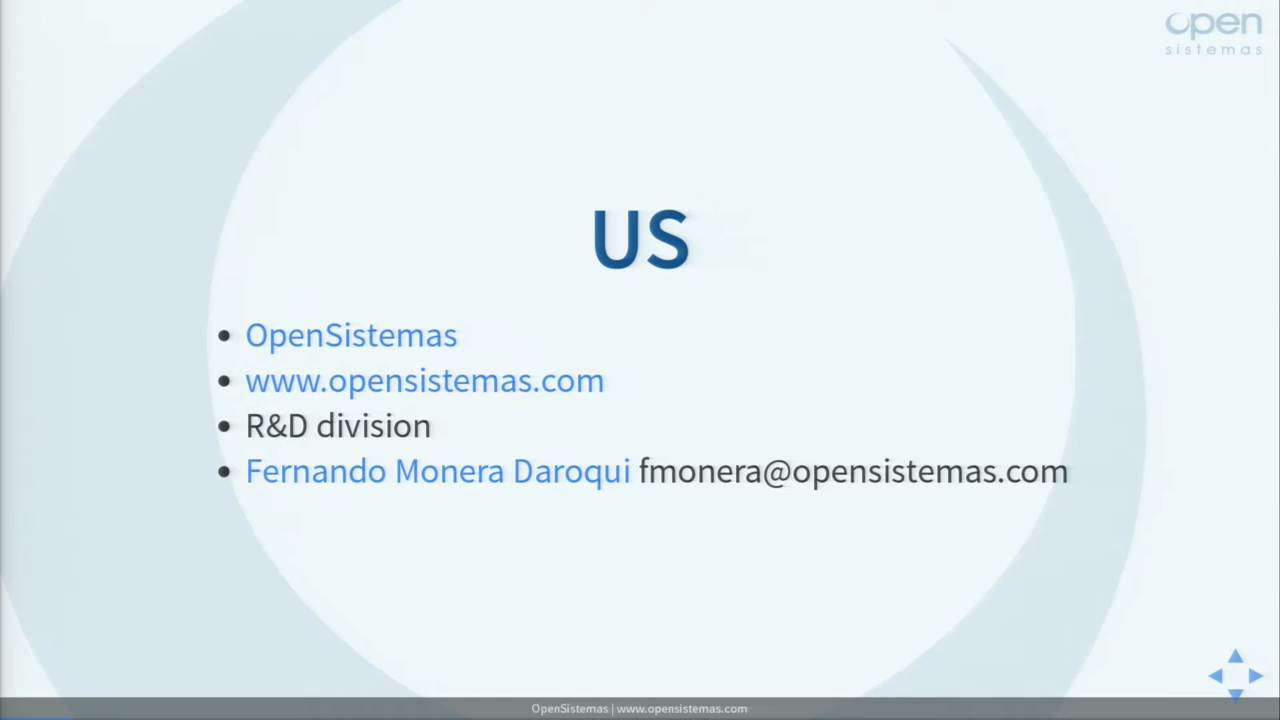 open
sistemas
US
OpenSistemas
www.opensistemas.com
R&D division
Fernando Monera Daroqui fmonera@opensistemas.com
OpenSistemas | www.opensistemas.com